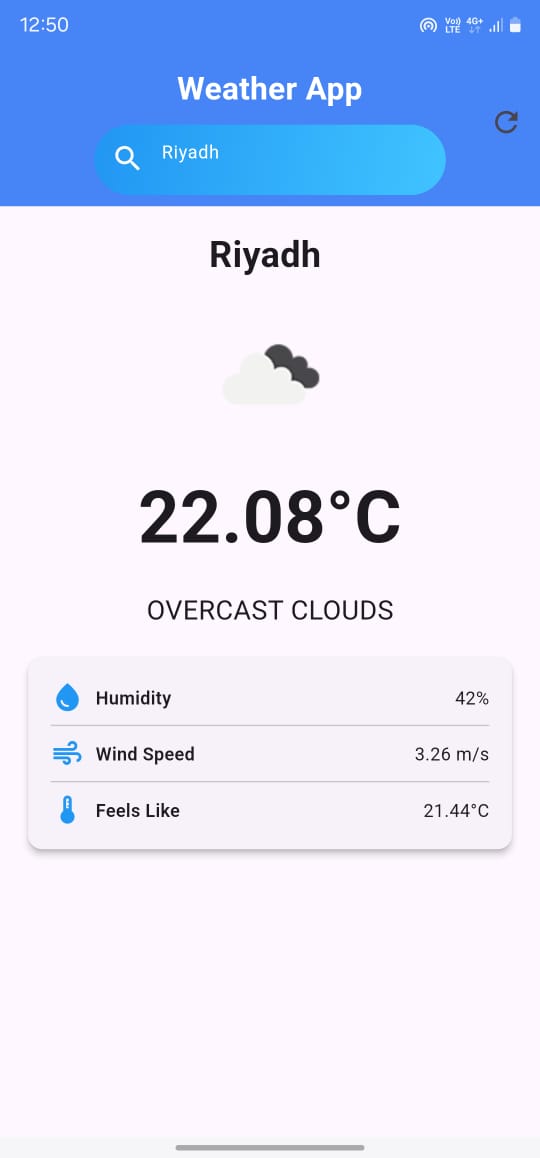 12:50
Vo)) LTE 4G+
Weather App
Riyadh
Riyadh
22.08°C
OVERCAST CLOUDS
Humidity 42%
Wind Speed 3.26 m/s
Feels Like 21.44°C